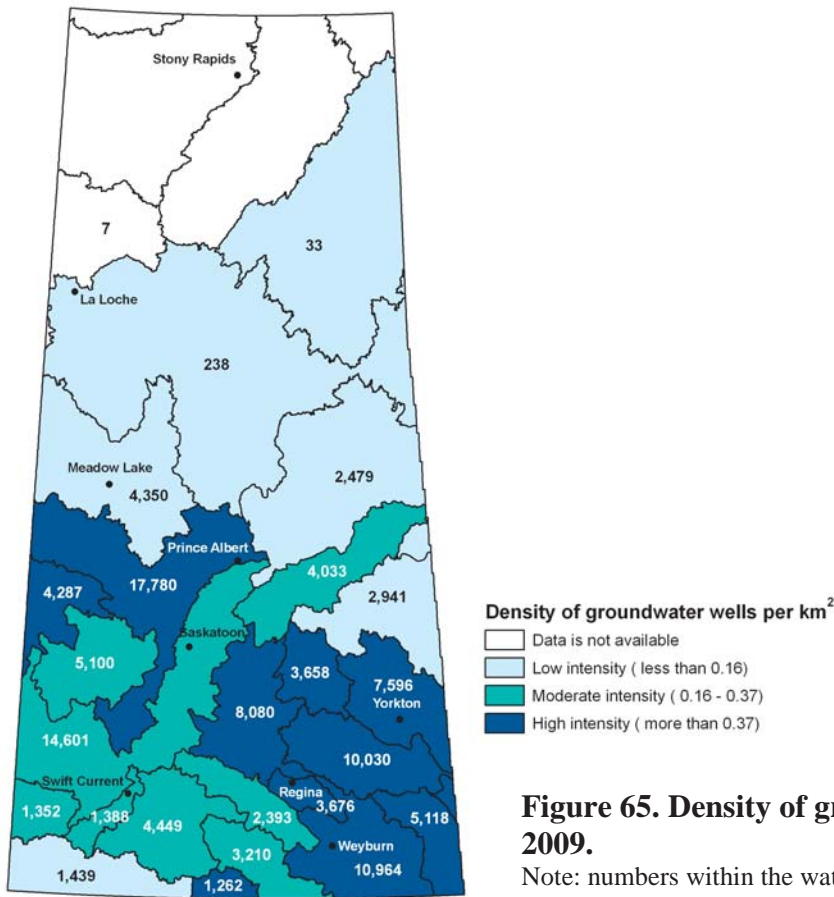 Stony Rapids
7
33
La Loche
238
Meadow Lake
4,350
2,479
Prince Albert
4,033
17,780
4,287
2,941
Saskatoon
5,100
3,658
7,596
Yorkton
8,080
14,601
10,030
Swift Current
Regina
1,352
1,388
4,449
2,393
3,676
5,118
Weyburn
3,210
10,964
1,439
1,262
Density of groundwater wells per km²
Data is not available
Low intensity ( less than 0.16)
Moderate intensity ( 0.16 - 0.37)
High intensity ( more than 0.37)
Figure 65. Density of
2009.
Note: numbers within the